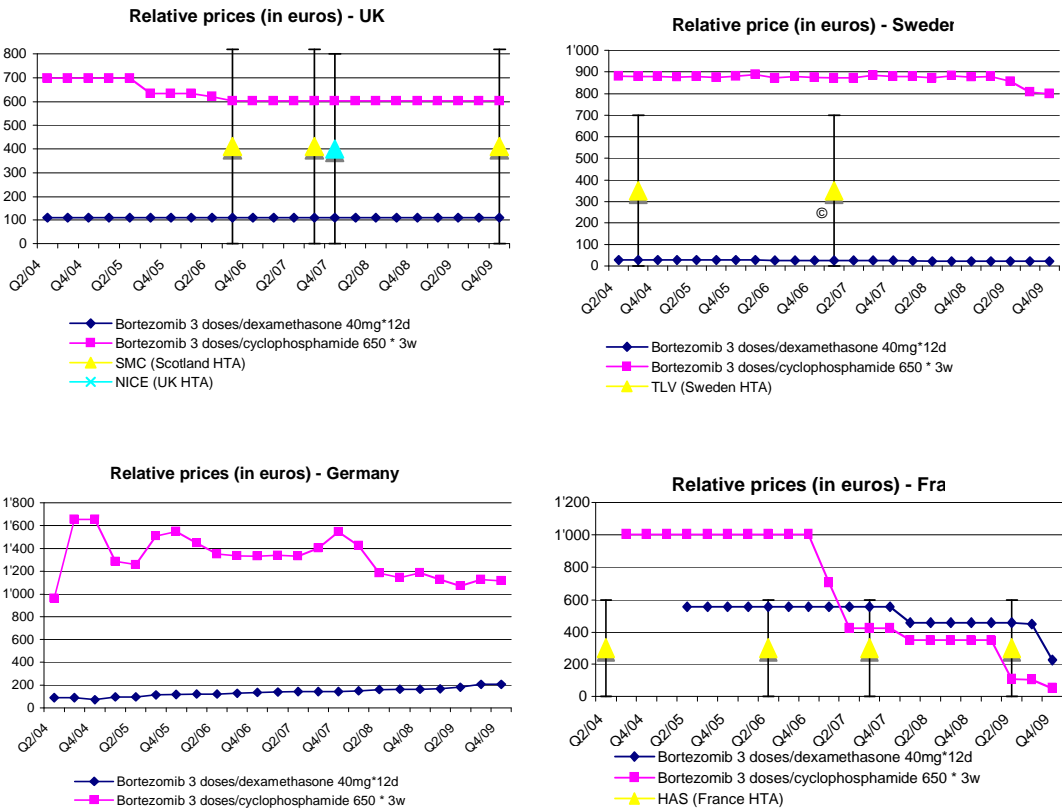 Relative prices (in euros) - UK
800
700
600
500
400
300
200
100
0
Q2/04
Q4/04
Q2/05
Q4/05
Q2/06
Q4/06
Q2/07
Q4/07
Q2/08
Q4/08
Q2/09
Q4/09
Bortezomib 3 doses/dexamethasone 40mg*12d
Bortezomib 3 doses/cyclophosphamide 650 * 3w
SMC (Scotland HTA)
NICE (UK HTA)
Relative price (in euros) - Sweden
1'000
900
800
700
600
500
400
300
200
100
0
©
Q2/04
Q4/04
Q2/05
Q4/05
Q2/06
Q4/06
Q2/07
Q4/07
Q2/08
Q4/08
Q2/09
Q4/09
Bortezomib 3 doses/dexamethasone 40mg*12d
Bortezomib 3 doses/cyclophosphamide 650 * 3w
TLV (Sweden HTA)
Relative prices (in euros) - Germany
1'800
1'600
1'400
1'200
1'000
800
600
400
200
0
Q2/04
Q4/04
Q2/05
Q4/05
Q2/06
Q4/06
Q2/07
Q4/07
Q2/08
Q4/08
Q2/09
Q4/09
Bortezomib 3 doses/dexamethasone 40mg*12d
Bortezomib 3 doses/cyclophosphamide 650 * 3w
Relative prices (in euros) - Fra
1'200
1'000
800
600
400
200
0
Q2/04
Q4/04
Q2/05
Q4/05
Q2/06
Q4/06
Q2/07
Q4/07
Q2/08
Q4/08
Q2/09
Q4/09
Bortezomib 3 doses/dexamethasone 40mg*12d
Bortezomib 3 doses/cyclophosphamide 650 * 3w
HAS (France HTA)